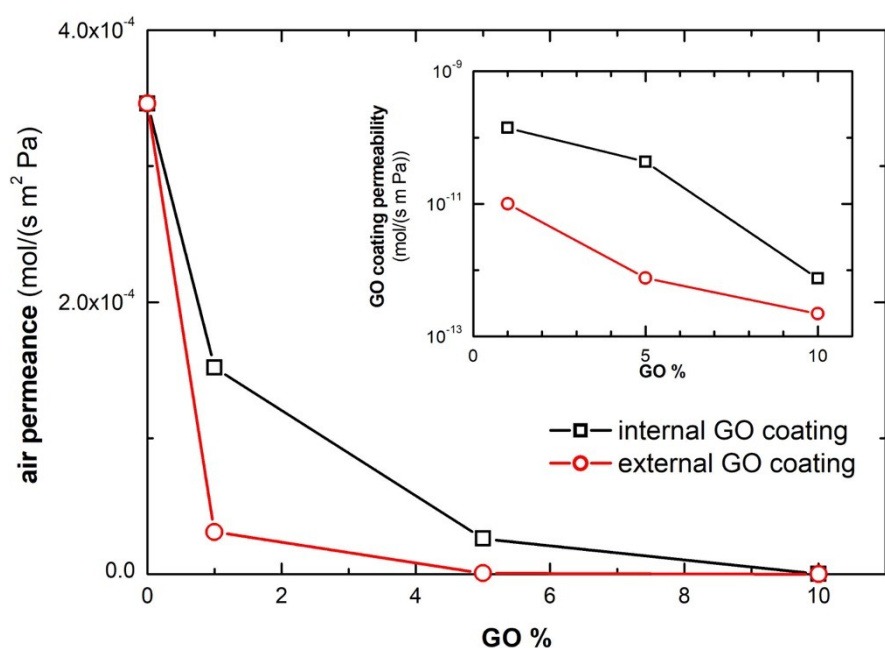 4.0x10⁻⁴
2.0x10⁻⁴
0.0
air permeance (mol/(s m² Pa)
0 2 4 6 8 10
GO %
10⁻⁹
10⁻¹¹
10⁻¹³
GO coating permeability
(mol/(s m Pa))
0 5 10
GO %
internal GO coating
external GO coating